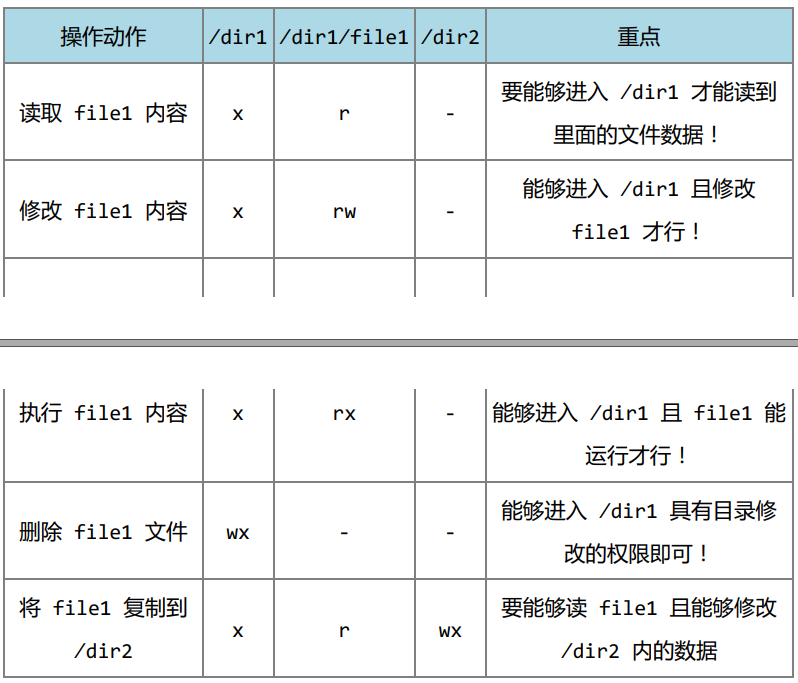 操作动作 /dir1 /dir1/file1 /dir2 重点
读取 file1 内容 x r - 要能够进入 /dir1 才能读到
里面的文件数据！
修改 file1 内容 x rw - 能够进入 /dir1 且修改
file1 才行！
执行 file1 内容 x rx - 能够进入 /dir1 且 file1 能
运行才行！
删除 file1 文件 wx - - 能够进入 /dir1 具有目录修
改的权限即可！
将 file1 复制到
/dir2 x r wx 要能够读 file1 且能够修改
/dir2 内的数据